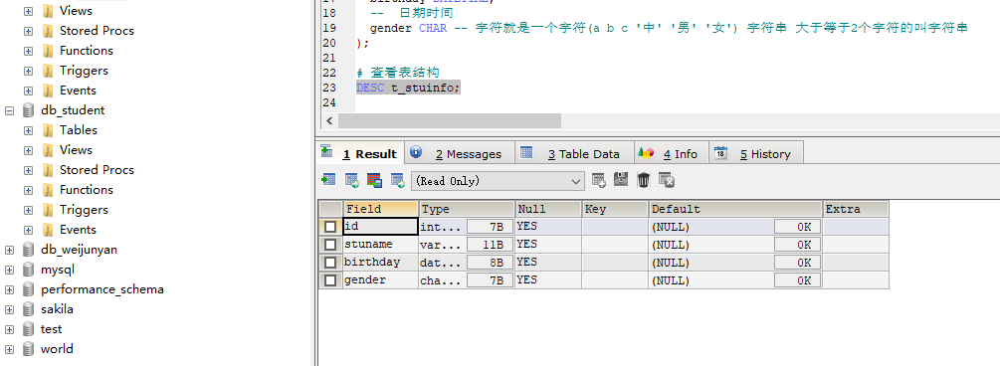 Views
Stored Procs
Functions
Triggers
Events
db_student
Tables
Views
Stored Procs
Functions
Triggers
Events
db_weijunyan
mysql
performance_schema
sakila
test
world
18 -- 日期时间
19 gender CHAR -- 字符就是一个字符(a b c '中' '男' '女') 字符串 大于等于2个字符的叫字符串
20 );
21
22 # 查看表结构
23 DESC t_stuinfo;
24
1 Result 2 Messages 3 Table Data 4 Info 5 History
(Read Only)
Field Type Null Key Default Extra
id int... 7B YES (NULL) 0K
stuname var... 11B YES (NULL) 0K
birthday dat... 8B YES (NULL) 0K
gender cha... 7B YES (NULL) 0K